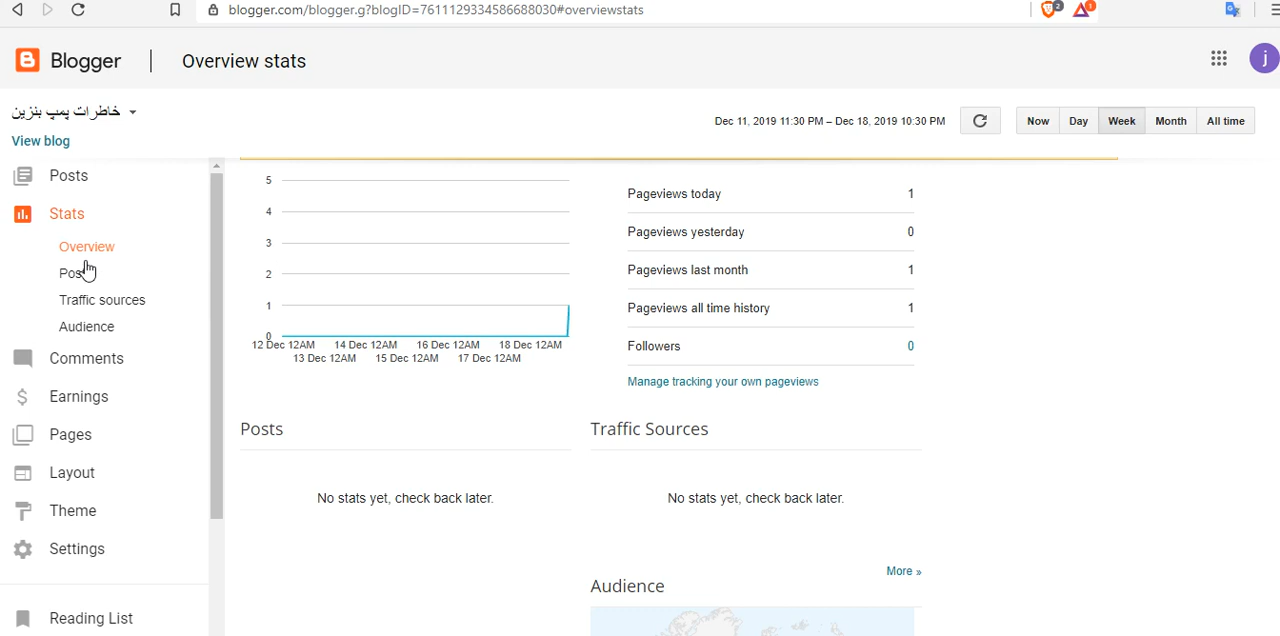 blogger.com/blogger.g?blogID=7611129334586688030#overviewstats
2
1
Blogger
Overview stats
j
خاطرات پمپ بنزین
View blog
Dec 11, 2019 11:30 PM – Dec 18, 2019 10:30 PM
Now
Day
Week
Month
All time
Posts
Stats
Overview
Traffic sources
Audience
Comments
Earnings
Pages
Layout
Theme
Settings
Reading List
5
4
3
2
1
0
12 Dec 12AM
14 Dec 12AM
16 Dec 12AM
18 Dec 12AM
13 Dec 12AM
15 Dec 12AM
17 Dec 12AM
Pageviews today 1
Pageviews yesterday 0
Pageviews last month 1
Pageviews all time history 1
Followers 0
Manage tracking your own pageviews
Posts
No stats yet, check back later.
Traffic Sources
No stats yet, check back later.
More »
Audience